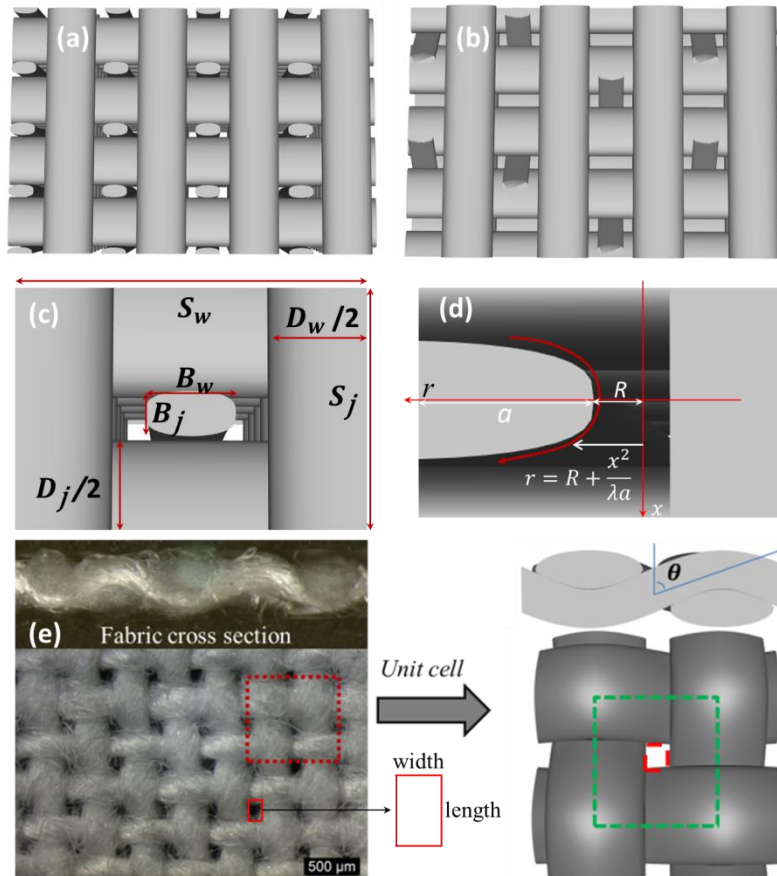 (a)
(b)
(c)
S_w
D_w/2
B_w
B_j
S_j
D_j/2
(d)
r
R
a
r = R + x²/λa
x
(e)
Fabric cross section
θ
Unit cell
width
length
500 µm